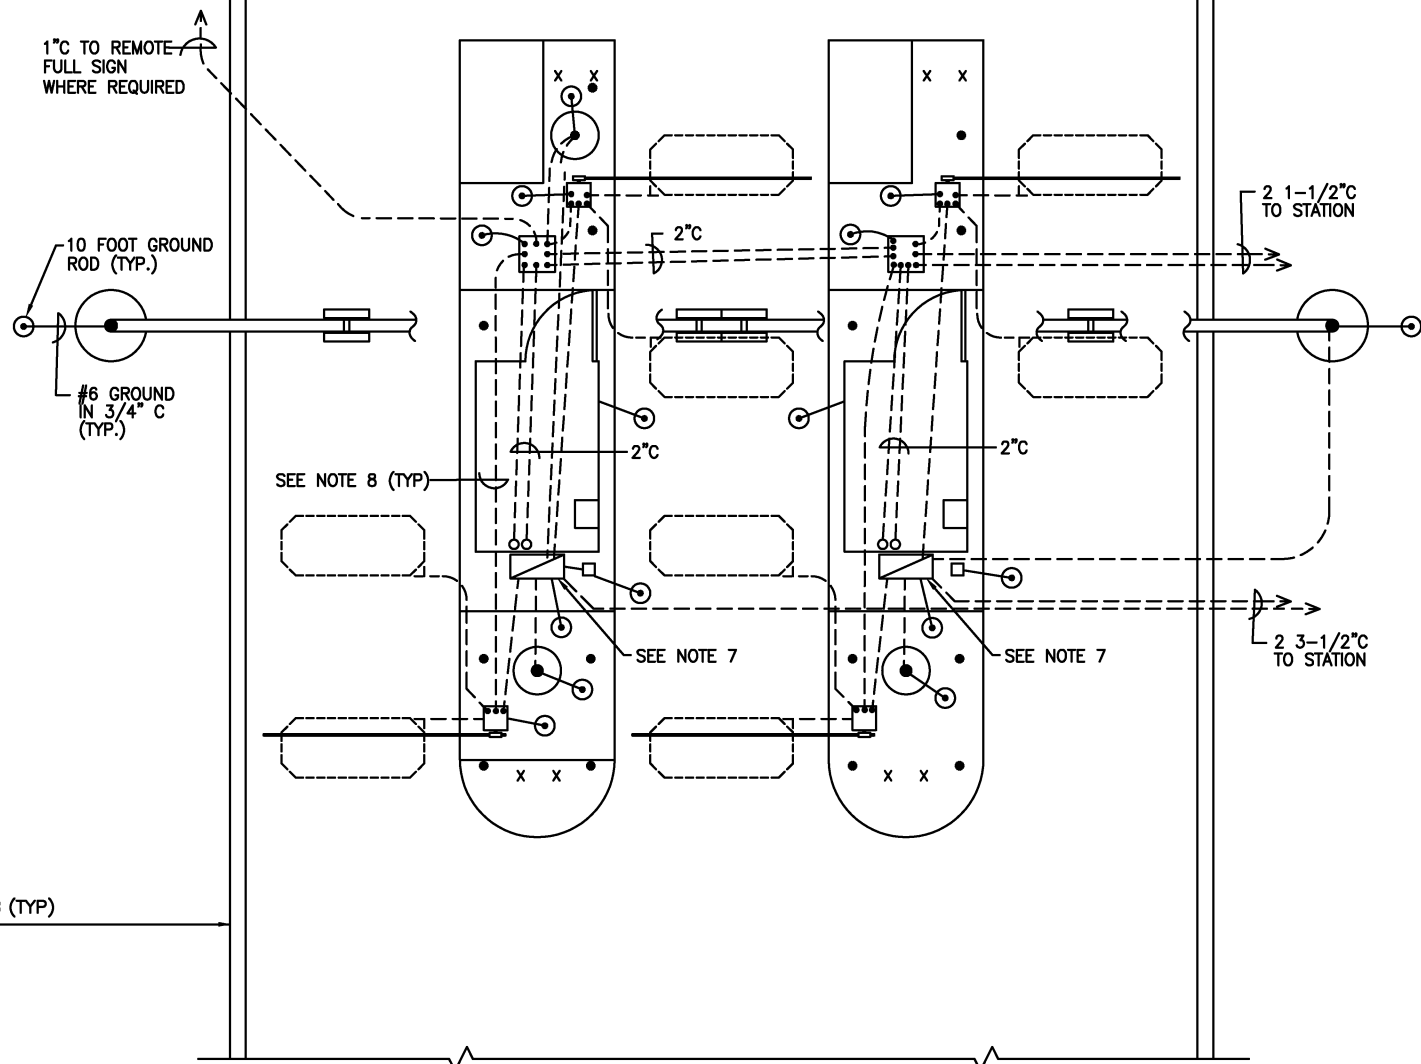 1"C TO REMOTE
FULL SIGN
WHERE REQUIRED
X X
X X
2 1-1/2"C
TO STATION
2"C
10 FOOT GROUND
ROD (TYP.)
#6 GROUND
IN 3/4" C
(TYP.)
2"C
2"C
SEE NOTE 8 (TYP)
SEE NOTE 7
SEE NOTE 7
2 3-1/2"C
TO STATION
X X
X X
(TYP)